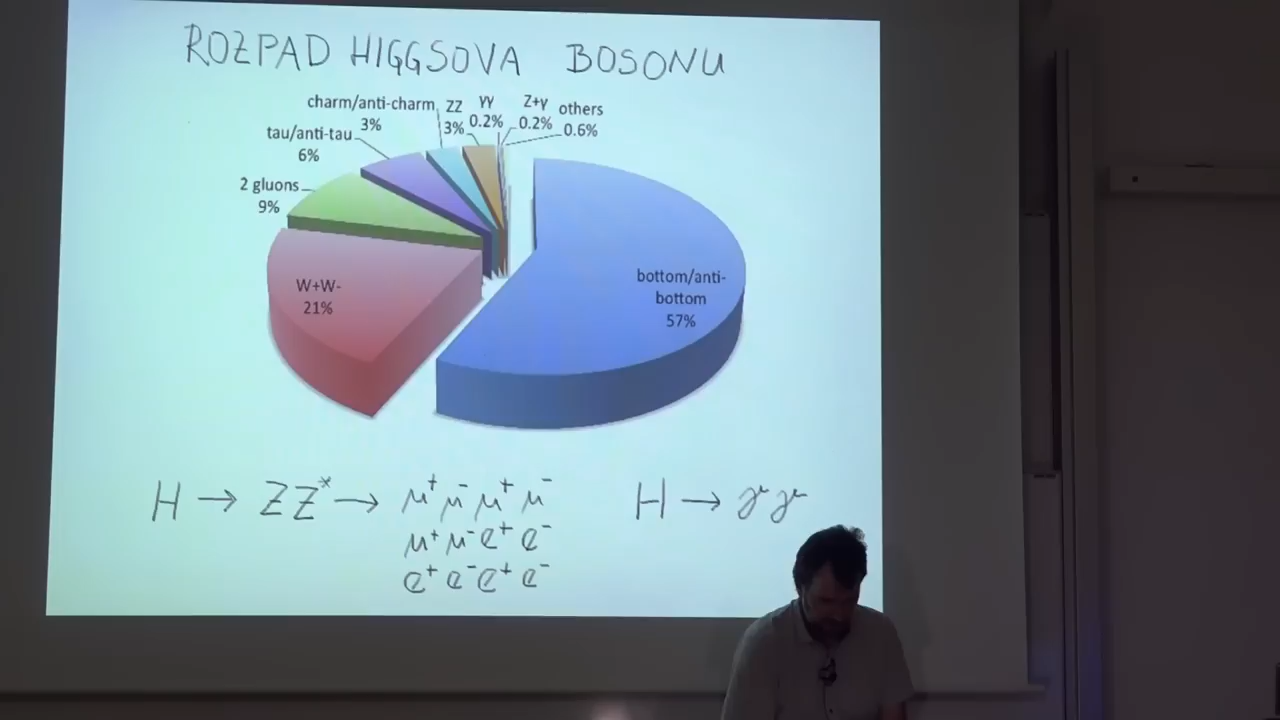 ROZPAD HIGGSOVA BOSONU
charm/anti-charm
3%
ZZ
3%
γγ
0.2%
Z+γ
0.2%
others
0.6%
tau/anti-tau
6%
2 gluons
9%
W+W-
21%
bottom/anti-
bottom
57%
H → ZZ* → μ⁺ μ⁻ μ⁺ μ⁻
μ⁺ μ⁻ e⁺ e⁻
e⁺ e⁻ e⁺ e⁻
H → γγ